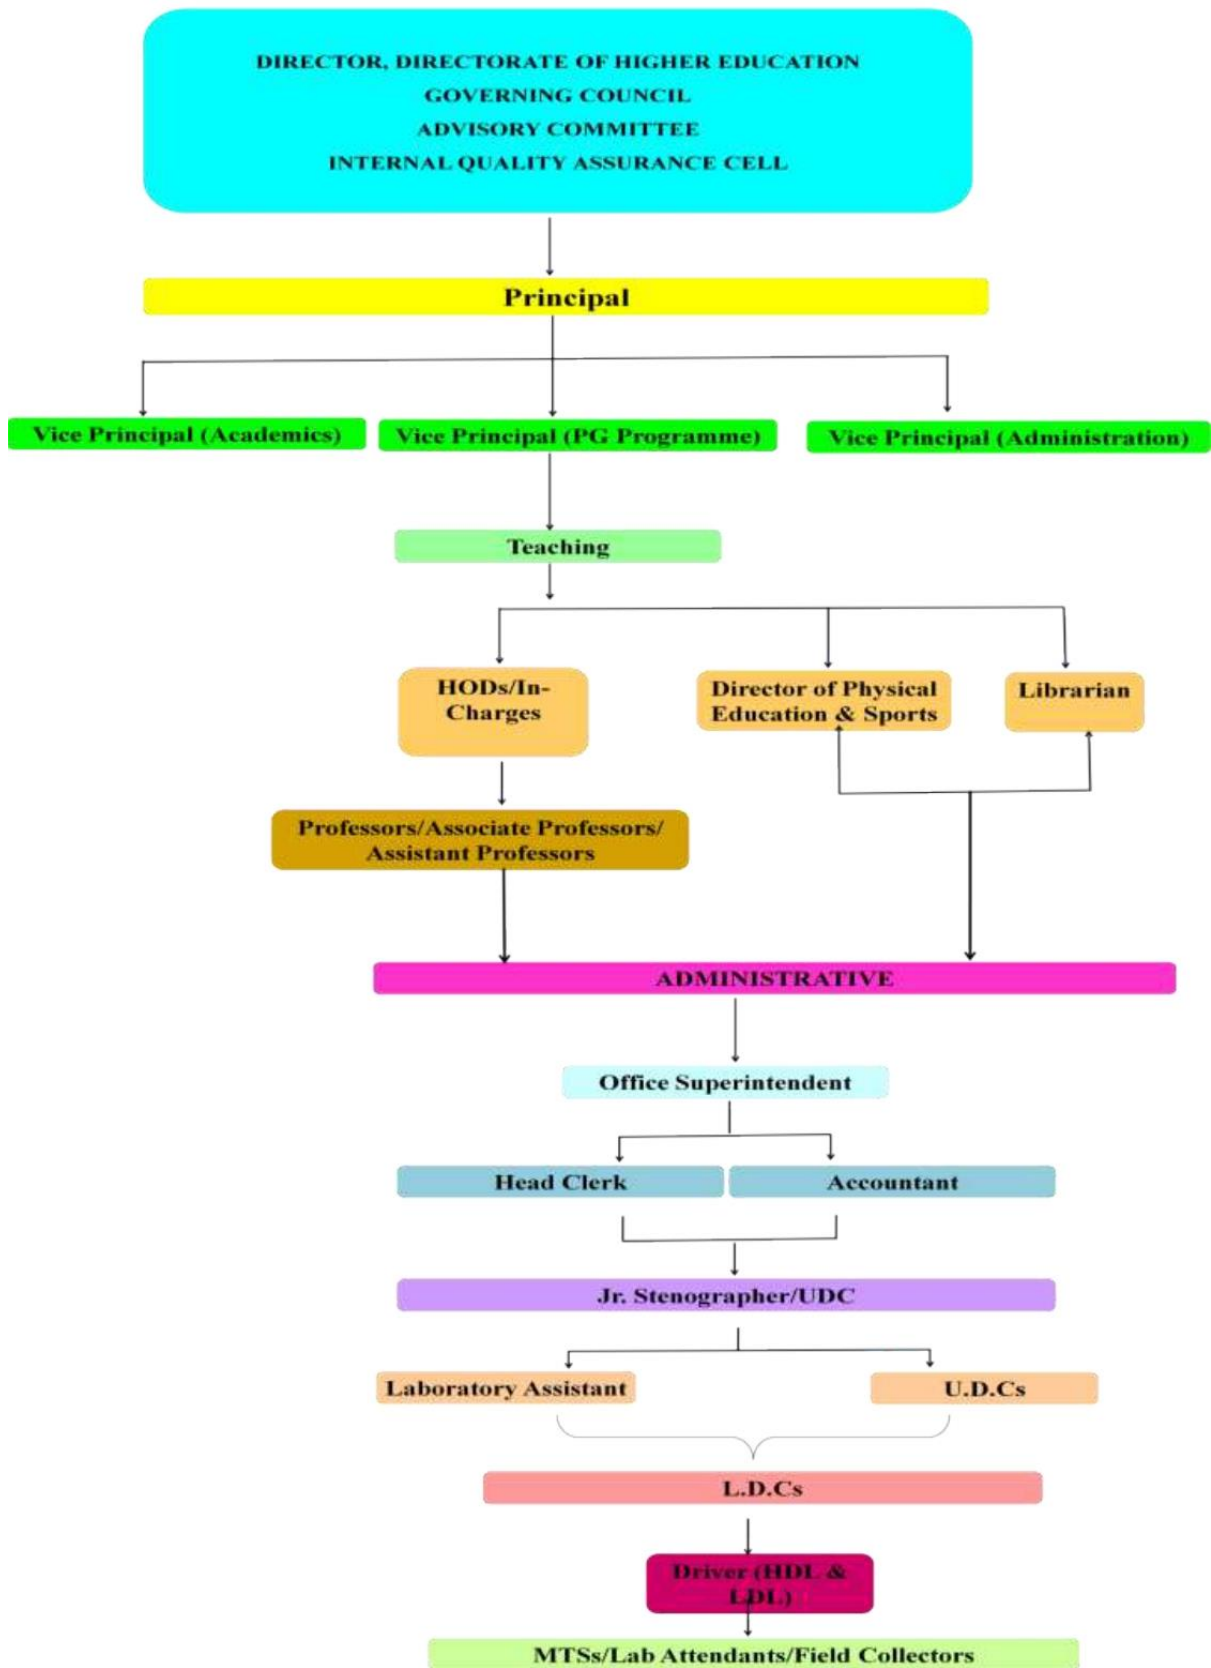 DIRECTOR, DIRECTORATE OF HIGHER EDUCATION
GOVERNING COUNCIL
ADVISORY COMMITTEE
INTERNAL QUALITY ASSURANCE CELL
Principal
Vice Principal (Academics)
Vice Principal (PG Programme)
Vice Principal (Administration)
Teaching
HODs/In-
Charges
Director of Physical
Education & Sports
Librarian
Professors/Associate Professors/
Assistant Professors
ADMINISTRATIVE
Office Superintendent
Head Clerk
Accountant
Jr. Stenographer/UDC
Laboratory Assistant
U.D.Cs
L.D.Cs
Driver (HDL &
LDL)
MTSs/Lab Attendants/Field Collectors